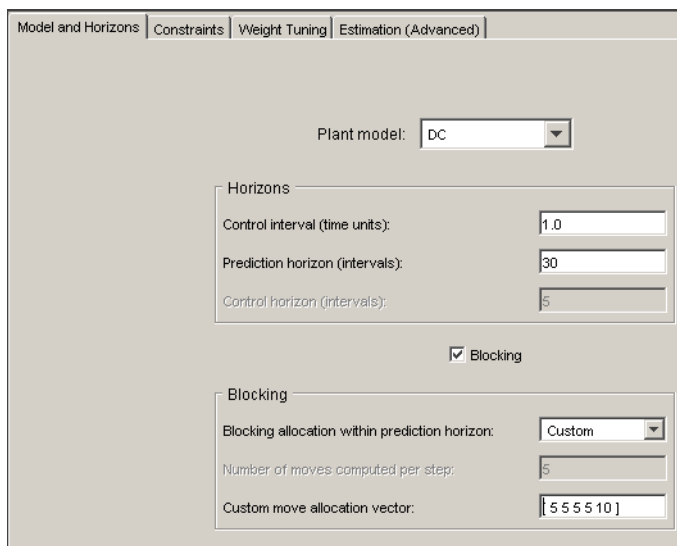 Model and Horizons Constraints Weight Tuning Estimation (Advanced)
Plant model: DC
Horizons
Control interval (time units): 1.0
Prediction horizon (intervals): 30
Control horizon (intervals): 5
Blocking
Blocking
Blocking allocation within prediction horizon: Custom
Number of moves computed per step: 5
Custom move allocation vector: [ 5 5 5 5 10 ]